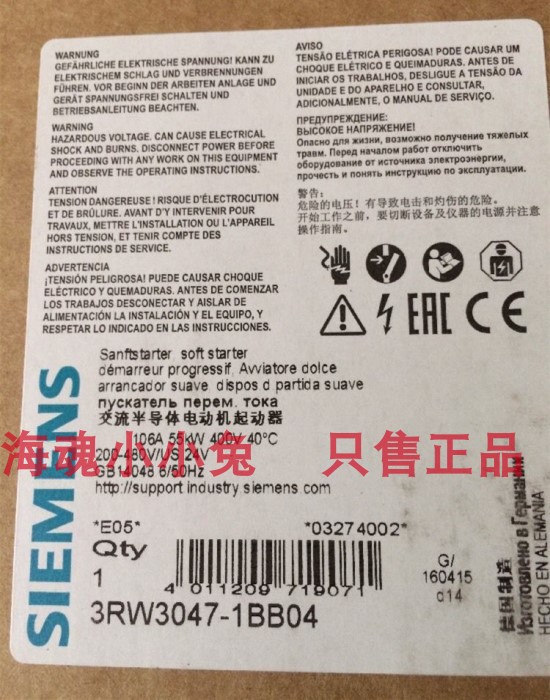 WARNUNG
GEFÄHRLICHE ELEKTRISCHE SPANNUNG! KANN ZU
ELEKTRISCHEM SCHLAG UND VERBRENNUNGEN
FÜHREN. VOR BEGINN DER ARBEITEN ANLAGE UND
GERÄT SPANNUNGSFREI SCHALTEN UND
BETRIEBSANLEITUNG BEACHTEN.
WARNING
HAZARDOUS VOLTAGE. CAN CAUSE ELECTRICAL
SHOCK AND BURNS. DISCONNECT POWER BEFORE
PROCEEDING WITH ANY WORK ON THIS EQUIPMENT
AND OBSERVE THE OPERATING INSTRUCTIONS.
ATTENTION
TENSION DANGEREUSE ! RISQUE D'ÉLECTROCUTION
ET DE BRÛLURE. AVANT D'Y INTERVENIR POUR
TRAVAUX, METTRE L'INSTALLATION OU L'APPAREIL
HORS TENSION, ET TENIR COMPTE DES
INSTRUCTIONS DE SERVICE.
ADVERTENCIA
¡TENSIÓN PELIGROSA! PUEDE CAUSAR CHOQUE
ELÉCTRICO Y QUEMADURAS. ANTES DE COMENZAR
LOS TRABAJOS DESCONECTAR Y AISLAR DE
ALIMENTACIÓN LA INSTALACIÓN Y EL EQUIPO, Y
RESPETAR LO INDICADO EN LAS INSTRUCCIONES.
AVISO
TENSÃO ELÉTRICA PERIGOSA! PODE CAUSAR UM
CHOQUE ELÉTRICO E QUEIMADURAS. ANTES DE
INICIAR OS TRABALHOS, DESLIGUE A TENSÃO DA
UNIDADE E DO APARELHO E CONSULTAR,
ADICIONALMENTE, O MANUAL DE SERVIÇO.
ПРЕДУПРЕЖДЕНИЕ:
ВЫСОКОЕ НАПРЯЖЕНИЕ!
Опасно для жизни, возможно получение тяжелых
травм. Перед началом работ отключить
оборудование от источника электроэнергии,
прочесть и понять инструкцию по эксплуатации.
警告:
危险的电压!有导致电击和灼伤的危险。
开始工作之前,要切断设备及仪器的电源并注意
操作指南。
EAC CE
SIEMENS
Sanftstarter, soft starter
démarreur progressif, Avviatore dolce
arrancador suave, dispos d partida suave
пускатель перем. тока
交流半导体电动机起动器
106A 55kW 400V 40°C
海魂小小兔 只售正品
200-480V/US 24V
GB14048.6/50Hz
http://support.industry.siemens.com
*E05* *03274002*
Qty
1
4 011209 719071
G/
160415
d14
3RW3047-1BB04
德国制造
Изготовлено в Германии
HECHO EN ALEMANIA